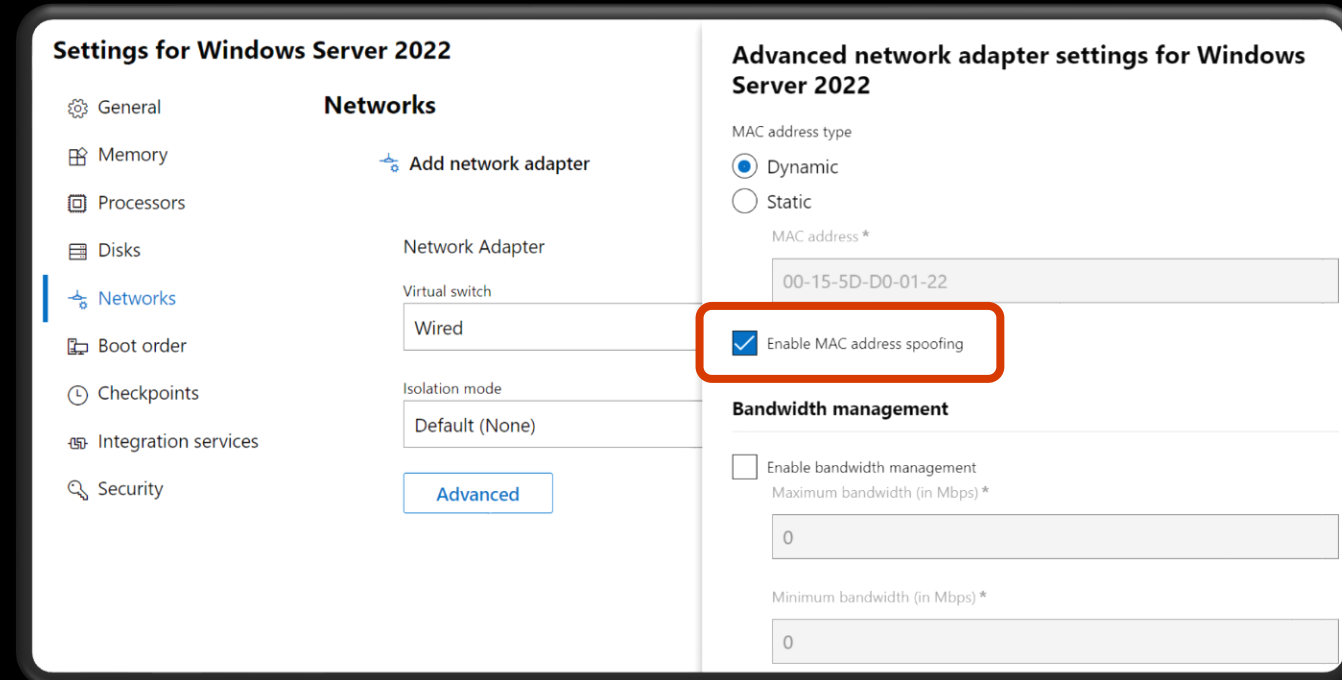 Settings for Windows Server 2022
General
Memory
Processors
Disks
Networks
Boot order
Checkpoints
Integration services
Security
Networks
Add network adapter
Network Adapter
Virtual switch
Wired
Isolation mode
Default (None)
Advanced
Advanced network adapter settings for Windows
Server 2022
MAC address type
Dynamic
Static
MAC address *
00-15-5D-D0-01-22
Enable MAC address spoofing
Bandwidth management
Enable bandwidth management
Maximum bandwidth (in Mbps) *
0
Minimum bandwidth (in Mbps) *
0